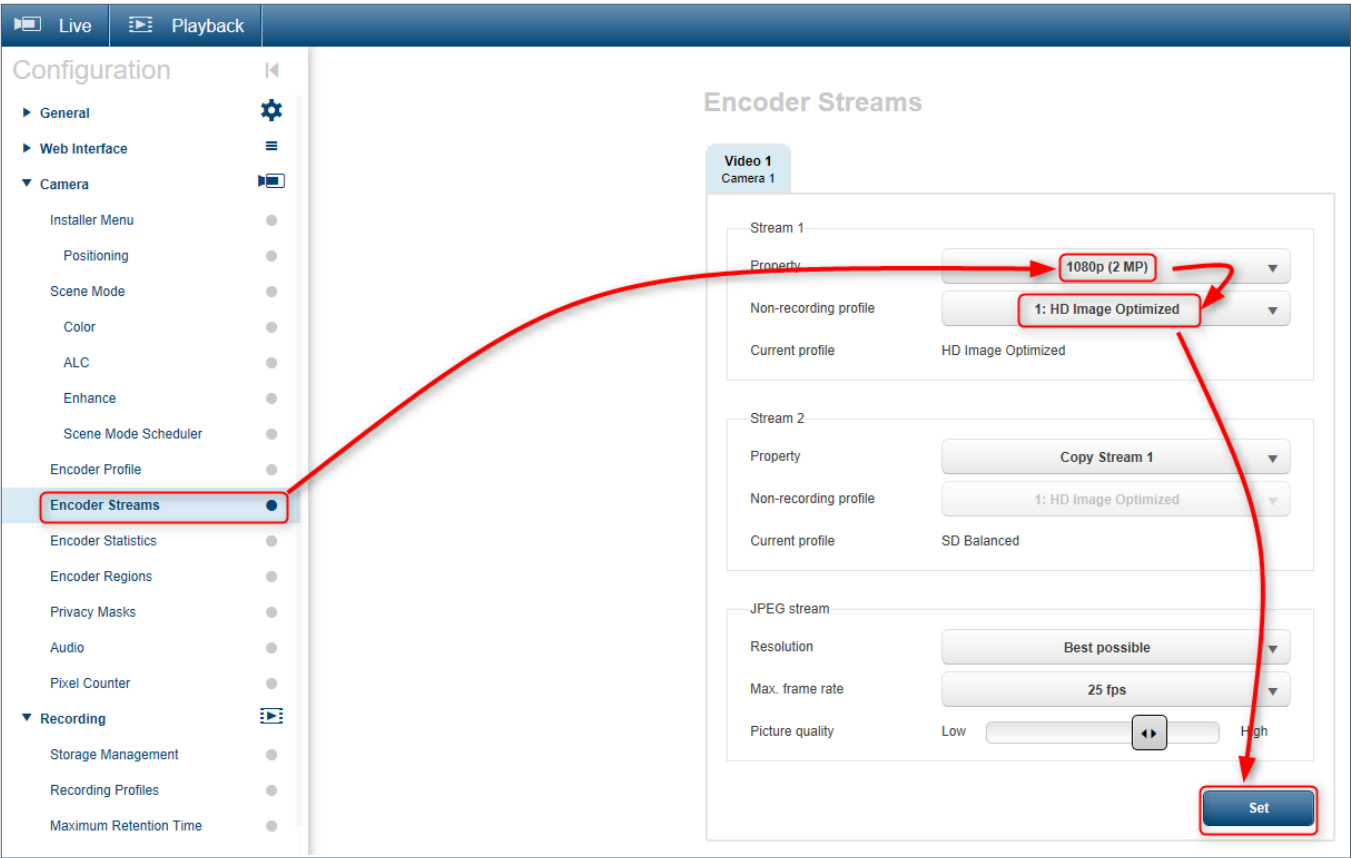 Live
Playback
Configuration
General
Web Interface
Camera
Installer Menu
Positioning
Scene Mode
Color
ALC
Enhance
Scene Mode Scheduler
Encoder Profile
Encoder Streams
Encoder Statistics
Encoder Regions
Privacy Masks
Audio
Pixel Counter
Recording
Storage Management
Recording Profiles
Maximum Retention Time
Encoder Streams
Video 1
Camera 1
Stream 1
Property 1080p (2 MP)
Non-recording profile 1: HD Image Optimized
Current profile HD Image Optimized
Stream 2
Property Copy Stream 1
Non-recording profile 1: HD Image Optimized
Current profile SD Balanced
JPEG stream
Resolution Best possible
Max. frame rate 25 fps
Picture quality Low High
Set